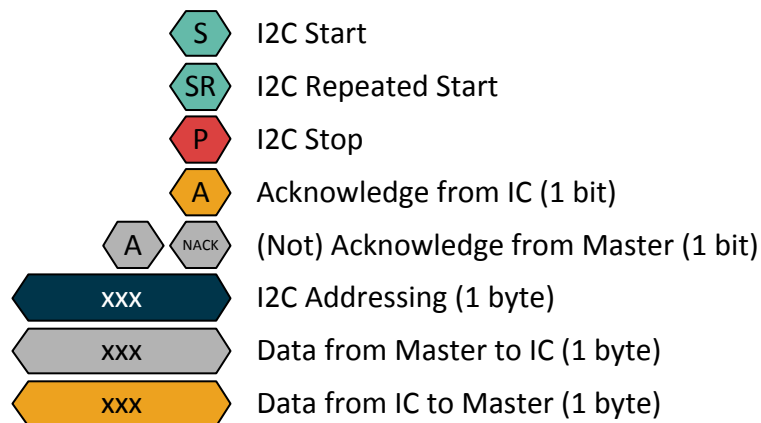 S I2C Start
SR I2C Repeated Start
P I2C Stop
A Acknowledge from IC (1 bit)
A NACK (Not) Acknowledge from Master (1 bit)
xxx I2C Addressing (1 byte)
xxx Data from Master to IC (1 byte)
xxx Data from IC to Master (1 byte)